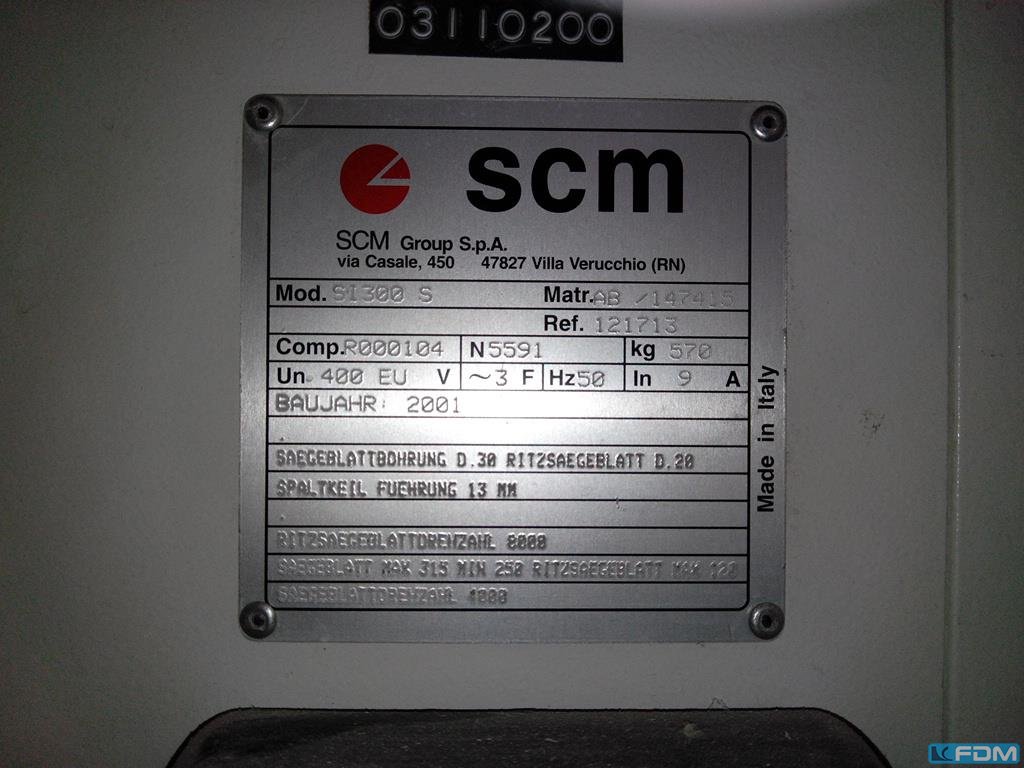 03110200
scm
SCM Group S.p.A.
via Casale, 450 47827 Villa Verucchio (RN)
Mod. SI300 S Matr. AB /147415
Ref. 121713
Comp. R000104 N 5591 kg 570
Un 400 EU V ~ 3 F Hz 50 In 9 A
BAUJAHR: 2001
SAEGEBLATTBOHRUNG D.30 RITZSAEGEBLATT D.20
SPALTKEIL FUEHRUNG 13 MM
RITZSAEGEBLATTDREHZAHL 8000
SAEGEBLATT MAX 315 MIN 250 RITZSAEGEBLATT MAX 120
SAEGEBLATTDREHZAHL 4000
Made in Italy
FDM